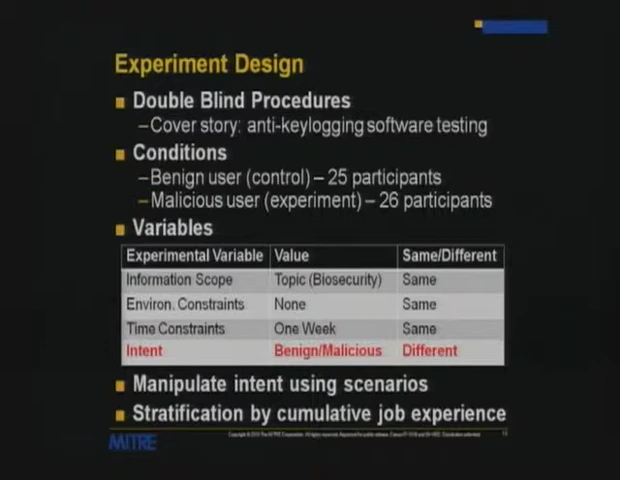 Experiment Design
Double Blind Procedures
–Cover story: anti-keylogging software testing
Conditions
–Benign user (control) – 25 participants
–Malicious user (experiment) – 26 participants
Variables
Experimental Variable Value Same/Different
Information Scope Topic (Biosecurity) Same
Environ. Constraints None Same
Time Constraints One Week Same
Intent Benign/Malicious Different
Manipulate intent using scenarios
Stratification by cumulative job experience
MITRE